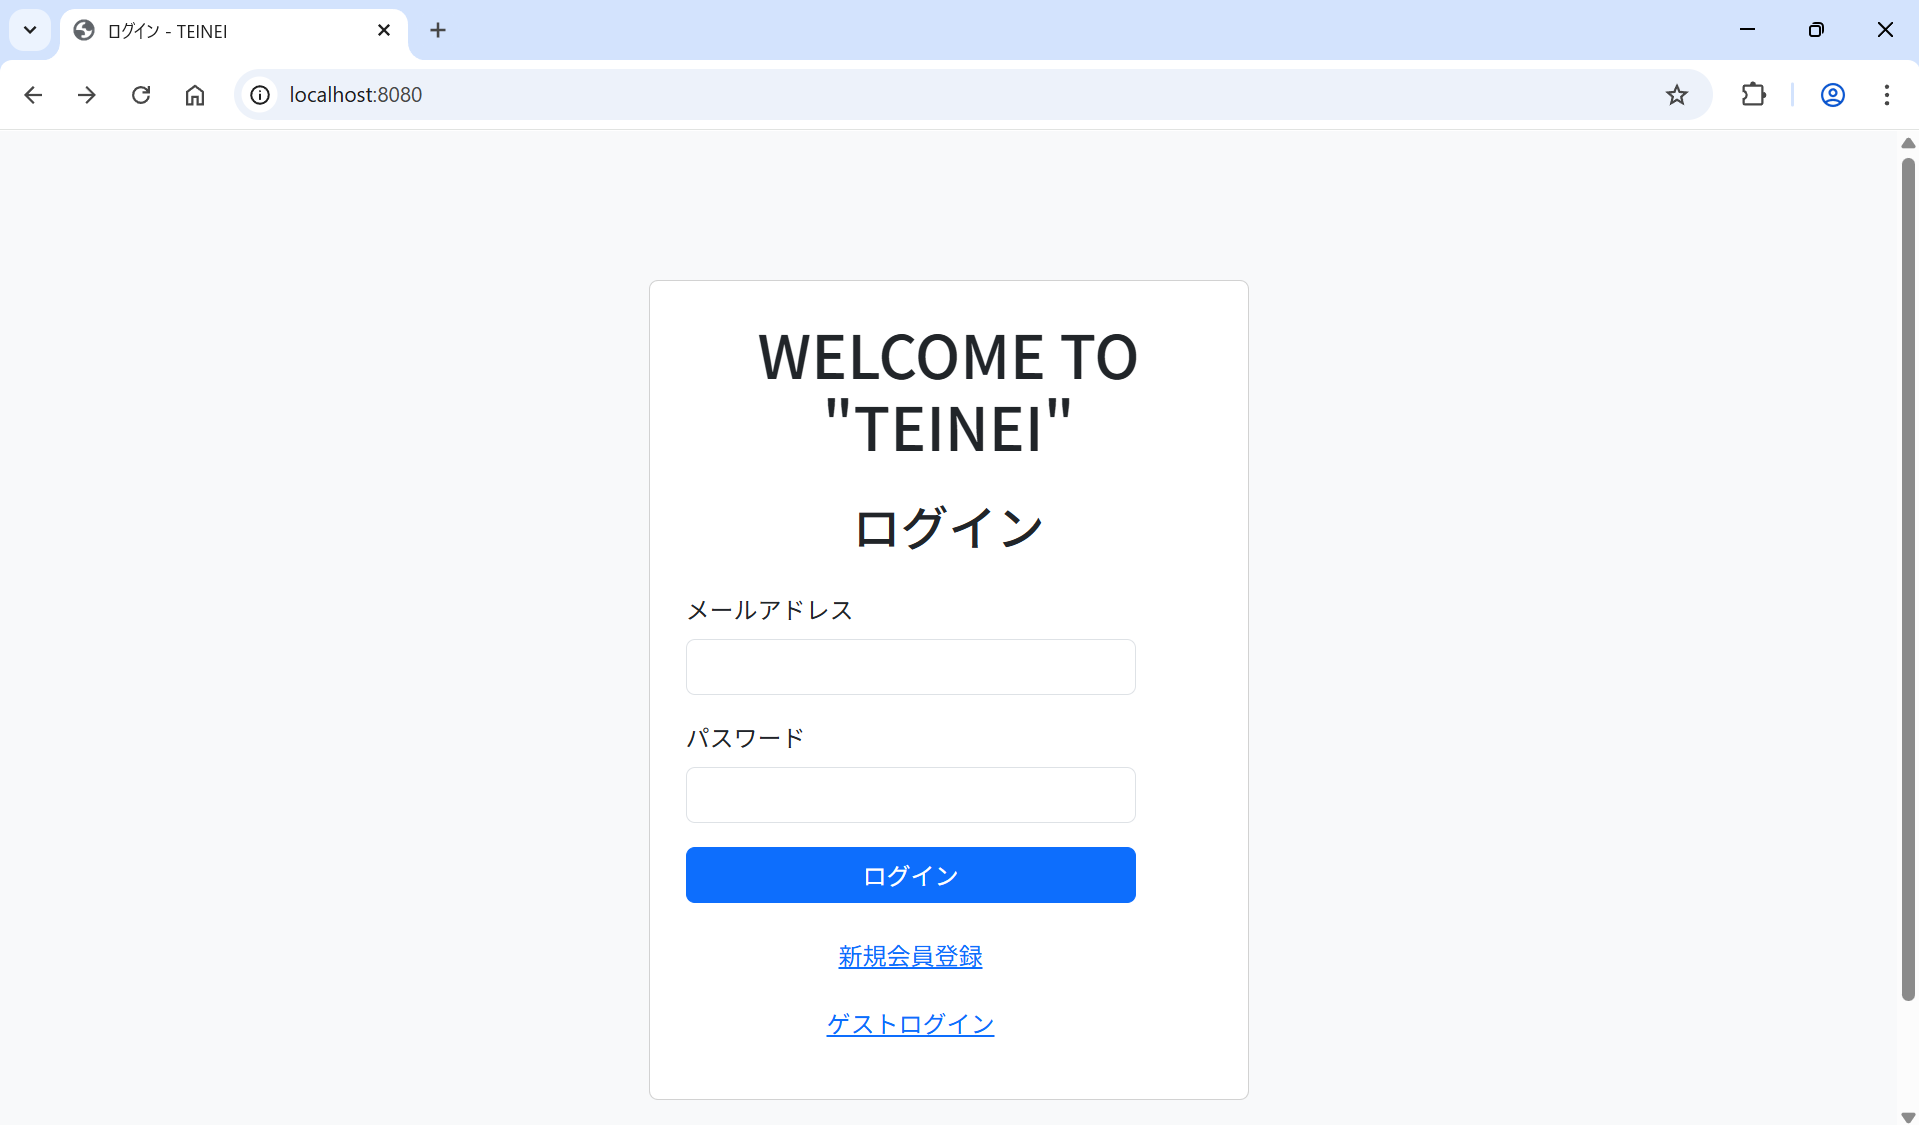 ログイン - TEINEI
localhost:8080
WELCOME TO
"TEINEI"
ログイン
メールアドレス
パスワード
ログイン
新規会員登録
ゲストログイン